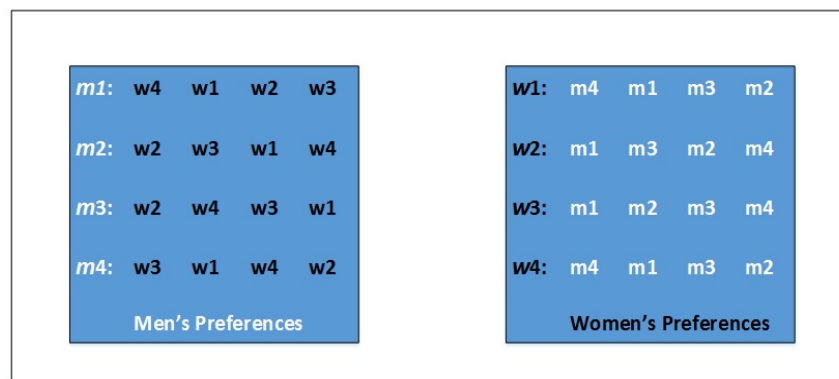 m1: w4 w1 w2 w3
m2: w2 w3 w1 w4
m3: w2 w4 w3 w1
m4: w3 w1 w4 w2
Men's Preferences
w1: m4 m1 m3 m2
w2: m1 m3 m2 m4
w3: m1 m2 m3 m4
w4: m4 m1 m3 m2
Women's Preferences